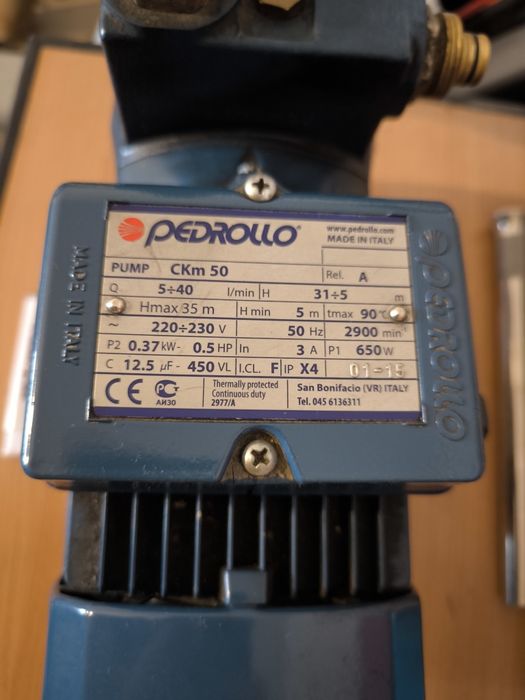 PEDROLLO®
www.pedrollo.com
MADE IN ITALY
PUMP CKm 50 Rel. A
Q 5÷40 l/min H 31÷5 m
Hmax 35 m H min 5 m tmax 90°C
~ 220÷230 V 50 Hz 2900 min⁻¹
P2 0.37 kW- 0.5 HP In 3 A P1 650 W
C 12.5 µF- 450 VL I.CL. F IP X4 01-15
CE PC Thermally protected San Bonifacio (VR) ITALY
АИ30 Continuous duty Tel. 045 6136311
2977/A
MADE IN ITALY
PEDROLLO